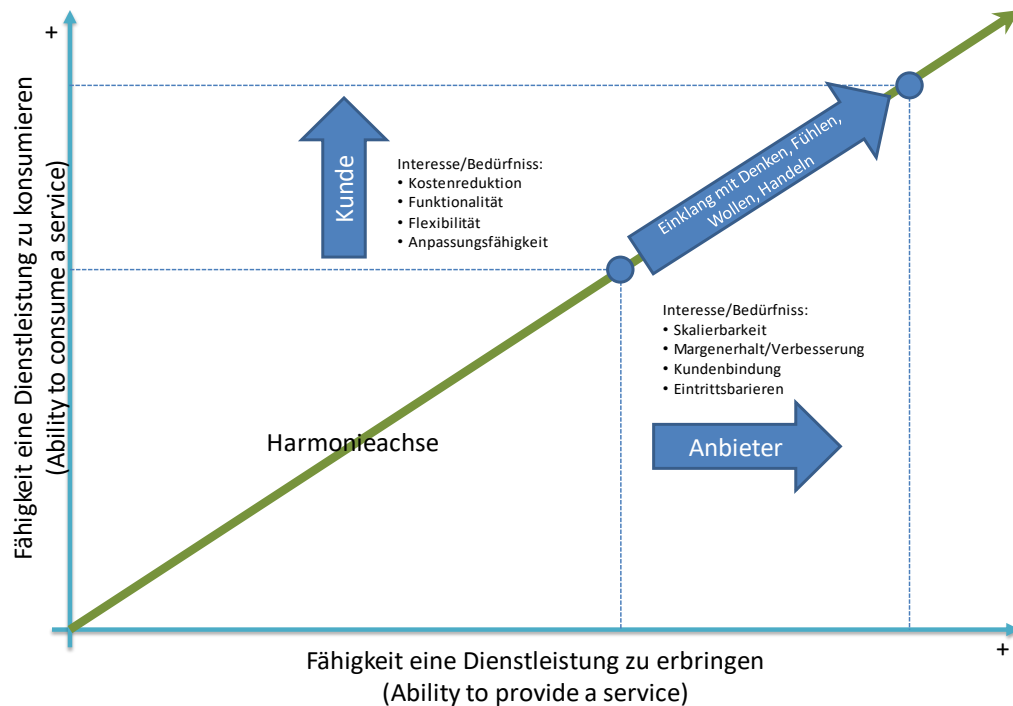 +
Fähigkeit eine Dienstleistung zu konsumieren
(Ability to consume a service)
Kunde
Interesse/Bedürfniss:
• Kostenreduktion
• Funktionalität
• Flexibilität
• Anpassungsfähigkeit
Einklang mit Denken, Fühlen,
Wollen, Handeln
Interesse/Bedürfniss:
• Skalierbarkeit
• Margenerhalt/Verbesserung
• Kundenbindung
• Eintrittsbarieren
Harmonieachse
Anbieter
+
Fähigkeit eine Dienstleistung zu erbringen
(Ability to provide a service)